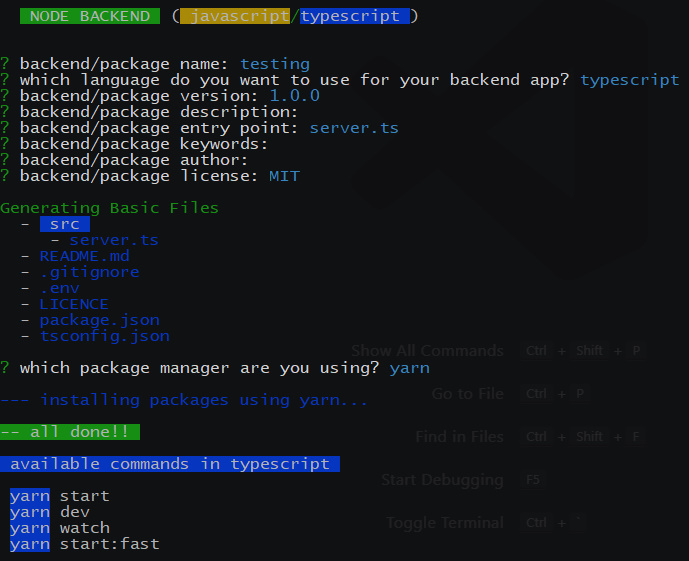 NODE BACKEND ( javascript/typescript )
? backend/package name: testing
? which language do you want to use for your backend app? typescript
? backend/package version: 1.0.0
? backend/package description:
? backend/package entry point: server.ts
? backend/package keywords:
? backend/package author:
? backend/package license: MIT
Generating Basic Files
- src
- server.ts
- README.md
- .gitignore
- .env
- LICENCE
- package.json
- tsconfig.json
? which package manager are you using? yarn
--- installing packages using yarn...
-- all done!!
available commands in typescript
yarn start
yarn dev
yarn watch
yarn start:fast
Show All Commands Ctrl + Shift + P
Go to File Ctrl + P
Find in Files Ctrl + Shift + F
Start Debugging F5
Toggle Terminal Ctrl + `